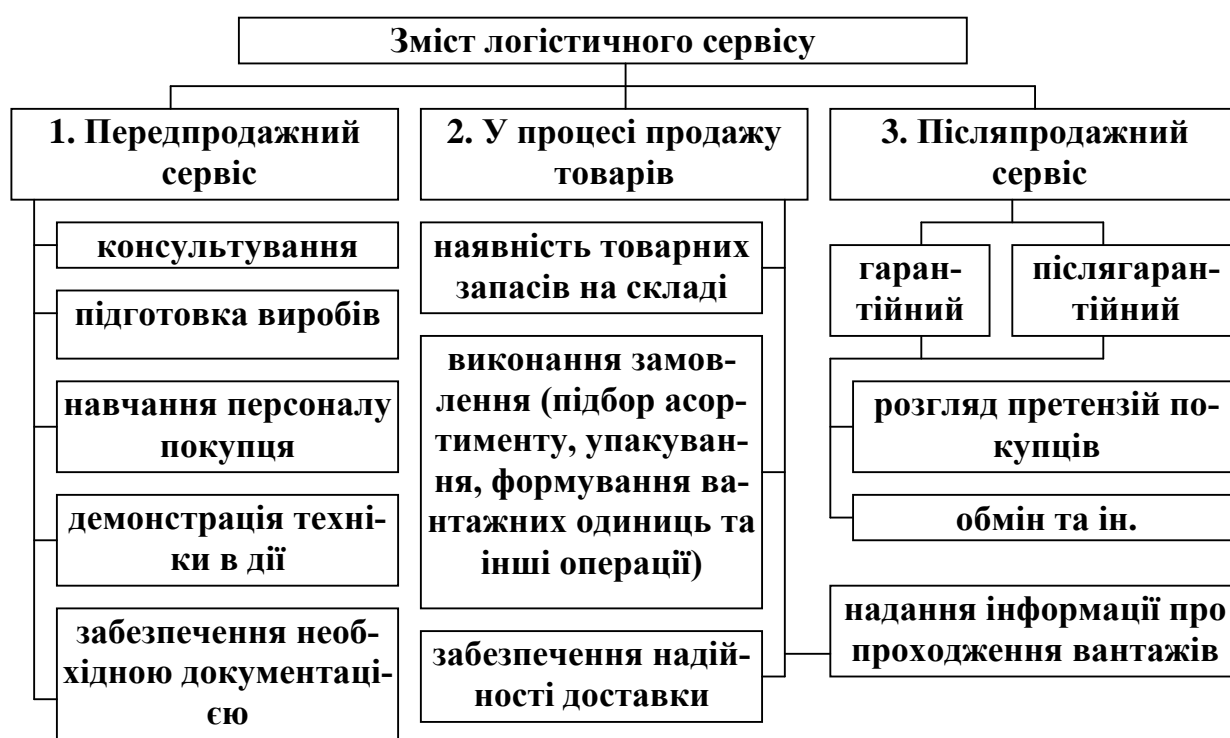 Зміст логістичного сервісу
1. Передпродажний
сервіс
консультування
підготовка виробів
навчання персоналу
покупця
демонстрація техні-
ки в дії
забезпечення необ-
хідною документаці-
єю
2. У процесі продажу
товарів
наявність товарних
запасів на складі
виконання замов-
лення (підбор асор-
тименту, упакуван-
ня, формування ва-
нтажних одиниць та
інші операції)
забезпечення надій-
ності доставки
надання інформації про
проходження вантажів
3. Післяпродажний
сервіс
гаран-
тійний
післягаран-
тійний
розгляд претензій по-
купців
обмін та ін.